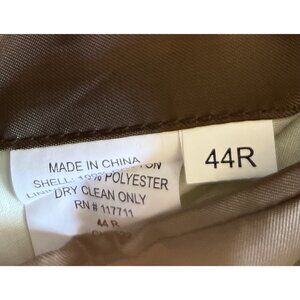 MADE IN CHINA
SHELL: POLYESTER
DRY CLEAN ONLY
RN # 117711
44 R
44R